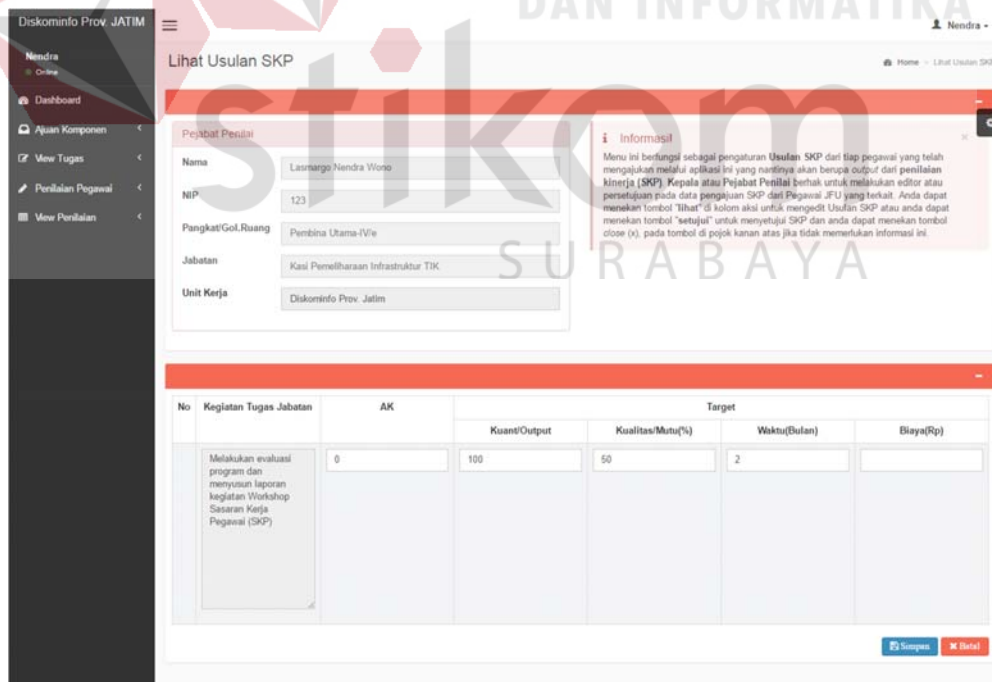 DAN INFORMATIKA
Diskominfo Prov. JATIM
Nendra
Nendra
Online
Lihat Usulan SKP
Home > Lihat Usulan SKP
Dashboard
Ajuan Komponen
View Tugas
Penilaian Pegawai
View Penilaian
stikom
SURABAYA
Pejabat Penilai
Nama
Lasmargo Nendra Wono
NIP
123
Pangkat/Gol.Ruang
Pembina Utama-IV/e
Jabatan
Kasi Pemeliharaan Infrastruktur TIK
Unit Kerja
Diskominfo Prov. Jatim
i Informasi!
Menu ini berfungsi sebagai pengaturan Usulan SKP dari tiap pegawai yang telah
mengajukan melalui aplikasi ini yang nantinya akan berupa output dari penilaian
kinerja (SKP). Kepala atau Pejabat Penilai berhak untuk melakukan editor atau
persetujuan pada data pengajuan SKP dari Pegawai JFU yang terkait. Anda dapat
menekan tombol "lihat" di kolom aksi untuk mengedit Usulan SKP atau anda dapat
menekan tombol "setujui" untuk menyetujui SKP dan anda dapat menekan tombol
close (x), pada tombol di pojok kanan atas jika tidak memerlukan informasi ini.
No Kegiatan Tugas Jabatan AK Target
Kuant/Output Kualitas/Mutu(%) Waktu(Bulan) Biaya(Rp)
Melakukan evaluasi
program dan
menyusun laporan
kegiatan Workshop
Sasaran Kerja
Pegawai (SKP)
0 100 50 2
Simpan
Batal